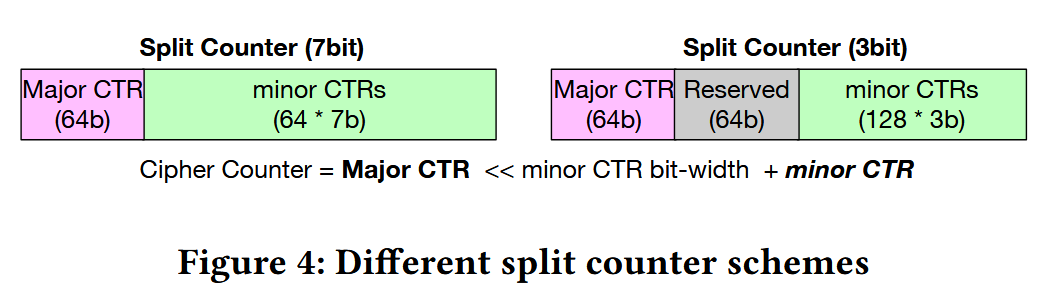 Split Counter (7bit)
Split Counter (3bit)
Major CTR
(64b)
minor CTRs
(64 * 7b)
Major CTR
(64b)
Reserved
(64b)
minor CTRs
(128 * 3b)
Cipher Counter = Major CTR << minor CTR bit-width + minor CTR
Figure 4: Different split counter schemes